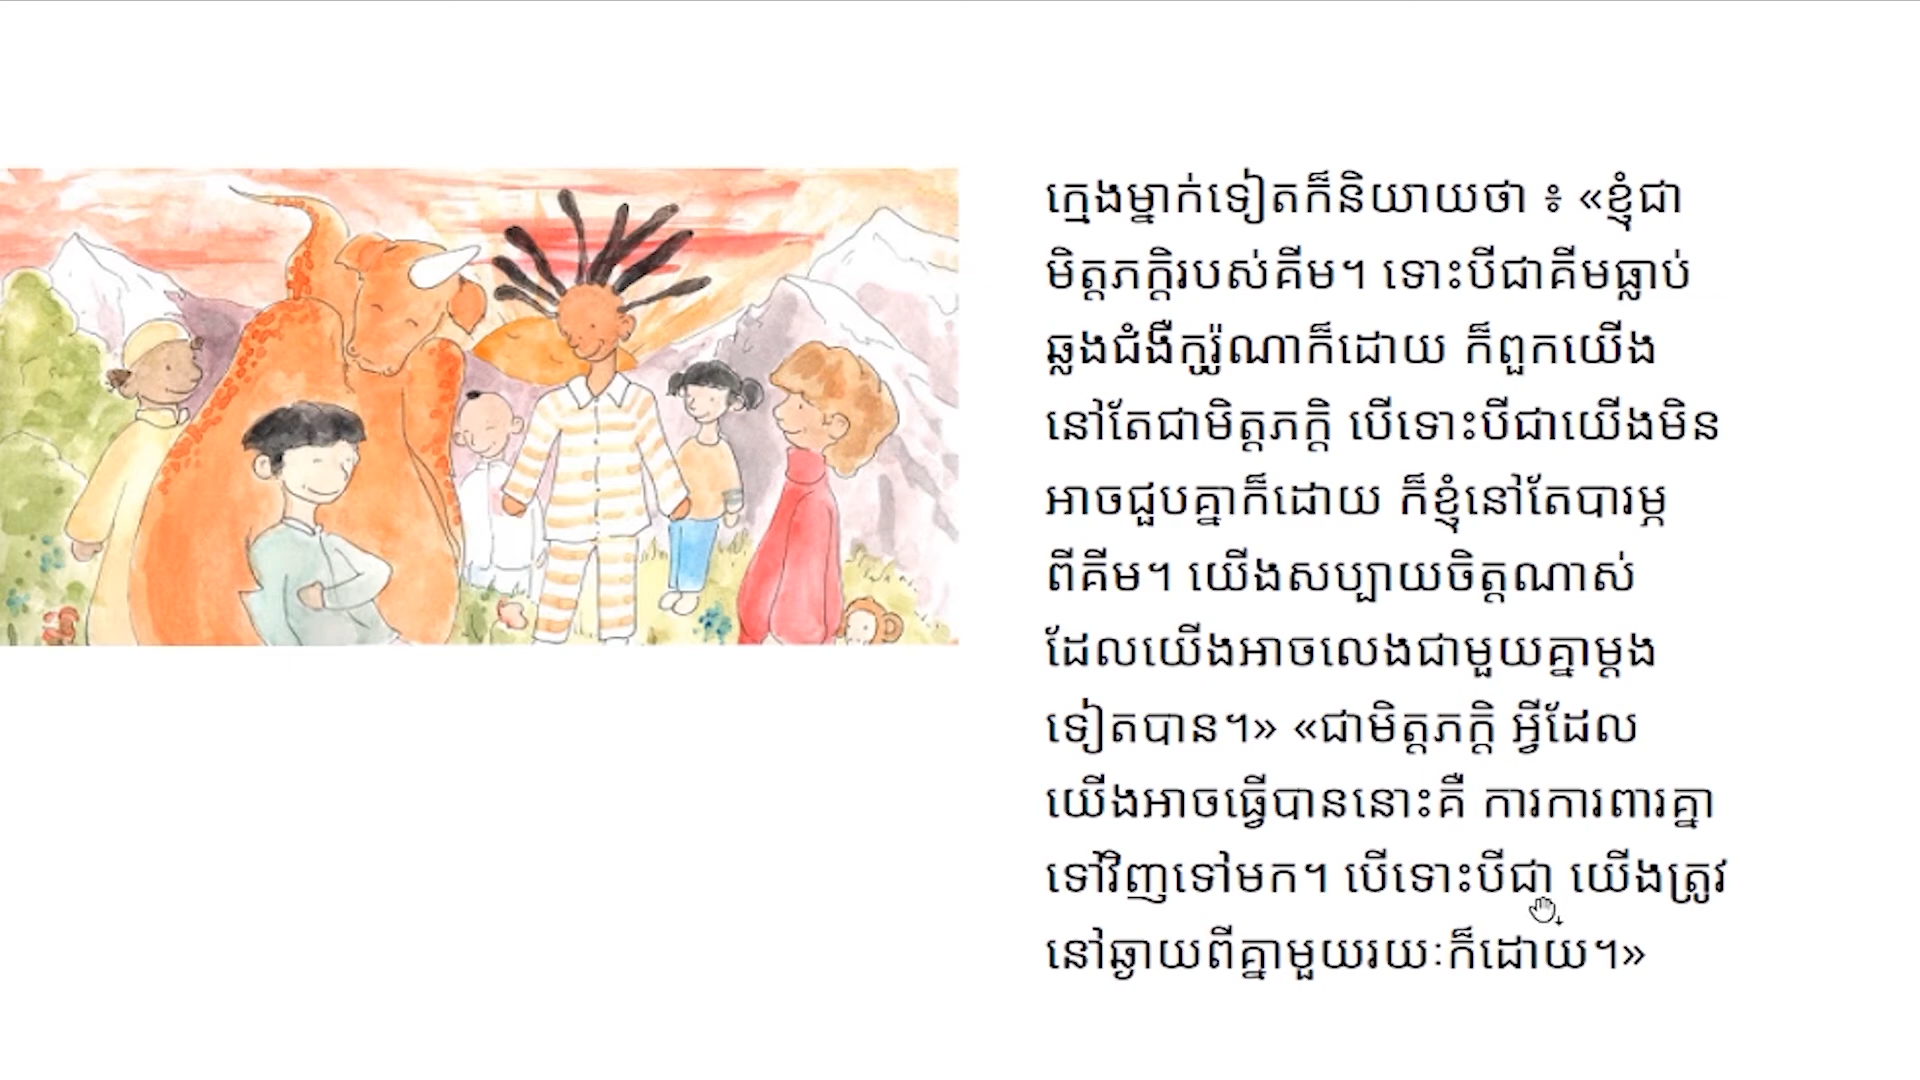 ក្មេងម្នាក់ទៀតក៏និយាយថា ៖ «ខ្ញុំជា
មិត្តភក្តិរបស់គីម។ ទោះបីជាគីមធ្លាប់
ឆ្លងជំងឺកូរ៉ូណាក៏ដោយ ក៏ពួកយើង
នៅតែជាមិត្តភក្តិ បើទោះបីជាយើងមិន
អាចជួបគ្នាក៏ដោយ ក៏ខ្ញុំនៅតែបារម្ភ
ពីគីម។ យើងសប្បាយចិត្តណាស់
ដែលយើងអាចលេងជាមួយគ្នាម្តង
ទៀតបាន។» «ជាមិត្តភក្តិ អ្វីដែល
យើងអាចធ្វើបាននោះគឺ ការការពារគ្នា
ទៅវិញទៅមក។ បើទោះបីជា យើងត្រូវ
នៅឆ្ងាយពីគ្នាមួយរយៈក៏ដោយ។»